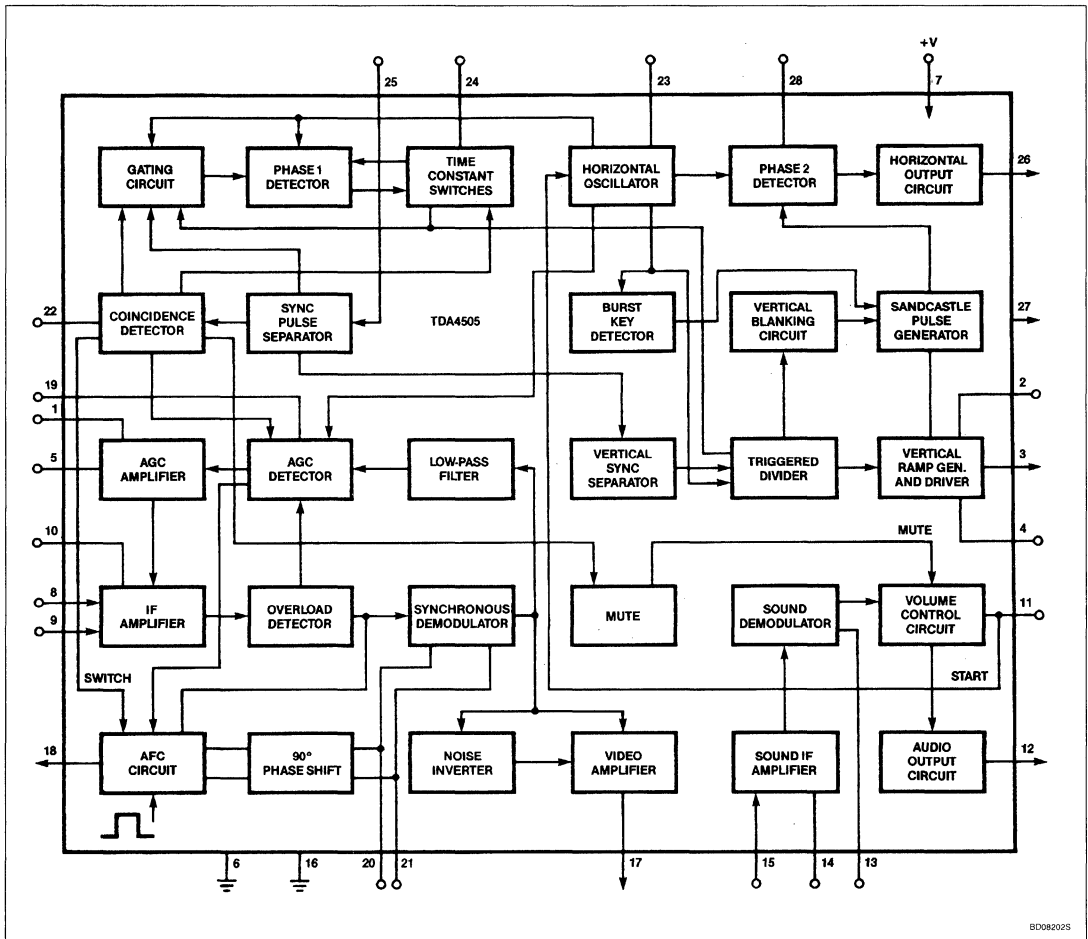 +V
25
24
23
28
7
GATING
CIRCUIT
PHASE 1
DETECTOR
TIME
CONSTANT
SWITCHES
HORIZONTAL
OSCILLATOR
PHASE 2
DETECTOR
HORIZONTAL
OUTPUT
CIRCUIT
26
22
COINCIDENCE
DETECTOR
SYNC
PULSE
SEPARATOR
TDA4505
BURST
KEY
DETECTOR
VERTICAL
BLANKING
CIRCUIT
SANDCASTLE
PULSE
GENERATOR
27
19
1
2
5
AGC
AMPLIFIER
AGC
DETECTOR
LOW-PASS
FILTER
VERTICAL
SYNC
SEPARATOR
TRIGGERED
DIVIDER
VERTICAL
RAMP GEN.
AND DRIVER
3
10
MUTE
4
8
9
IF
AMPLIFIER
OVERLOAD
DETECTOR
SYNCHRONOUS
DEMODULATOR
MUTE
SOUND
DEMODULATOR
VOLUME
CONTROL
CIRCUIT
11
SWITCH
START
18
AFC
CIRCUIT
90°
PHASE SHIFT
NOISE
INVERTER
VIDEO
AMPLIFIER
SOUND IF
AMPLIFIER
AUDIO
OUTPUT
CIRCUIT
12
6
16
20
21
17
15
14
13
BD08202S